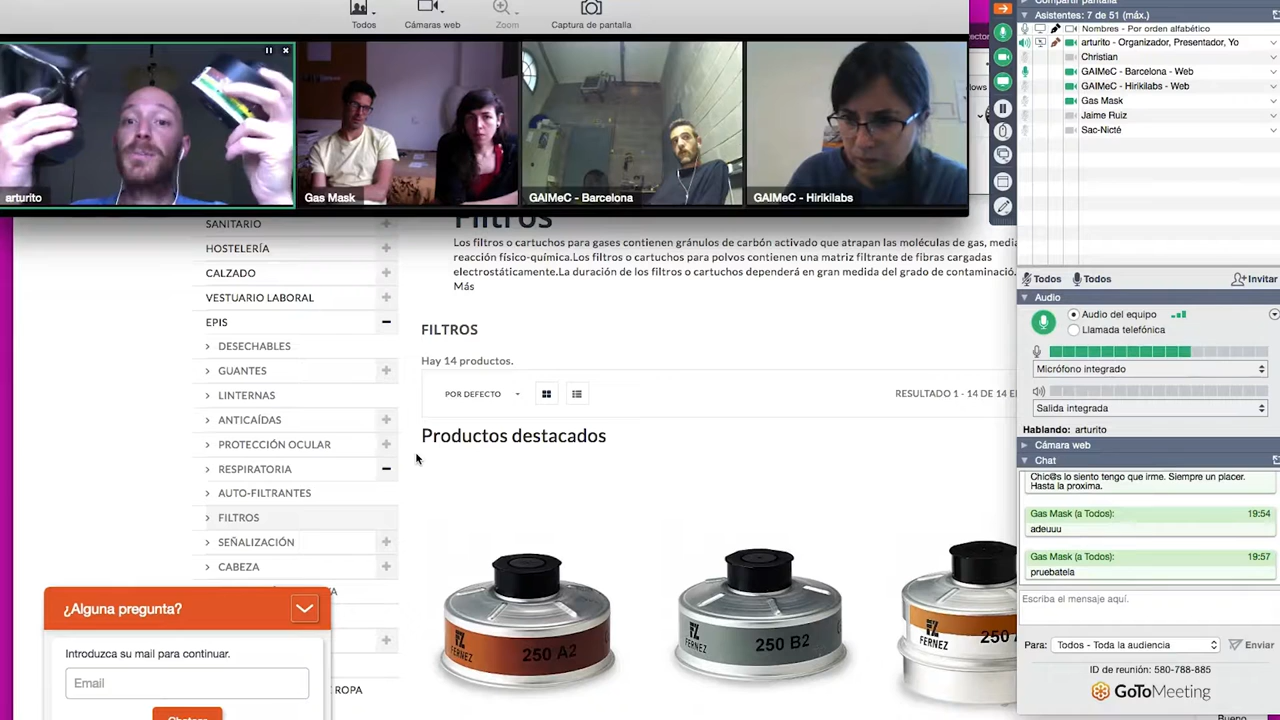 Todos
Cámaras web
Zoom
Captura de pantalla
arturito
Gas Mask
GAIMeC - Barcelona
GAIMeC - Hirikilabs
Filtros
Los filtros o cartuchos para gases contienen gránulos de carbón activado que atrapan las moléculas de gas, media
reacción físico-química.Los filtros o cartuchos para polvos contienen una matriz filtrante de fibras cargadas
electrostáticamente.La duración de los filtros o cartuchos dependerá en gran medida del grado de contaminació.
Más
SANITARIO
HOSTELERÍA
CALZADO
VESTUARIO LABORAL
EPIS
DESECHABLES
GUANTES
LINTERNAS
ANTICAÍDAS
PROTECCIÓN OCULAR
RESPIRATORIA
AUTO-FILTRANTES
FILTROS
SEÑALIZACIÓN
CABEZA
ROPA
FILTROS
Hay 14 productos.
POR DEFECTO
RESULTADO 1 - 14 DE 14 E
Productos destacados
FERNEZ
250 A2
FERNEZ
250 B2
FERNEZ
250
¿Alguna pregunta?
Introduzca su mail para continuar.
Email
Compartir pantalla
Asistentes: 7 de 51 (máx.)
Nombres - Por orden alfabético
arturito - Organizador, Presentador, Yo
Christian
GAIMeC - Barcelona - Web
GAIMeC - Hirikilabs - Web
Gas Mask
Jaime Ruiz
Sac-Nicté
Todos
Todos
Invitar
Audio
Audio del equipo
Llamada telefónica
Micrófono integrado
Salida integrada
Hablando: arturito
Cámara web
Chat
Chic@s lo siento tengo que irme. Siempre un placer.
Hasta la proxima.
Gas Mask (a Todos): 19:54
adeuuu
Gas Mask (a Todos): 19:57
pruebatela
Escriba el mensaje aquí.
Para: Todos - Toda la audiencia
Enviar
ID de reunión: 580-788-885
GoToMeeting
Bueno